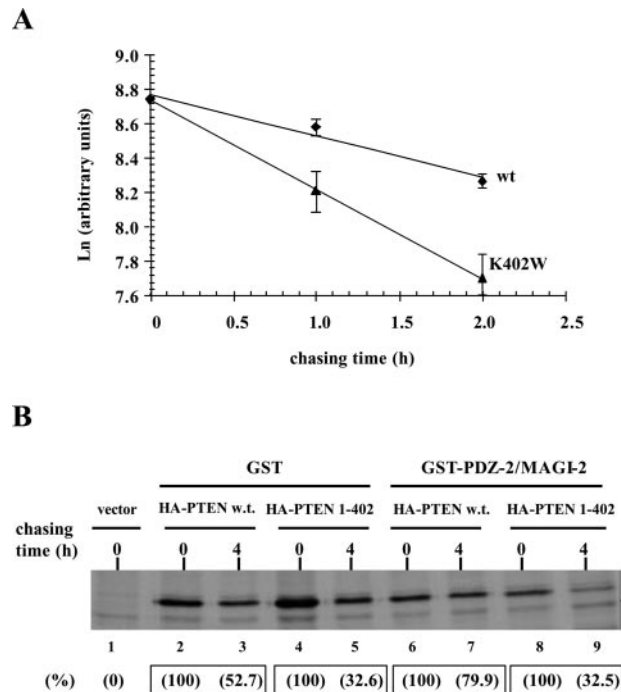 A
9.0
8.8
8.6
8.4
8.2
8.0
7.8
7.6
Ln (arbitrary units)
wt
K402W
0 0.5 1.0 1.5 2.0 2.5
chasing time (h)
B
GST GST-PDZ-2/MAGI-2
vector HA-PTEN w.t. HA-PTEN 1-402 HA-PTEN w.t. HA-PTEN 1-402
chasing
time (h) 0 0 4 0 4 0 4 0 4
1 2 3 4 5 6 7 8 9
(%) (0) (100) (52.7) (100) (32.6) (100) (79.9) (100) (32.5)